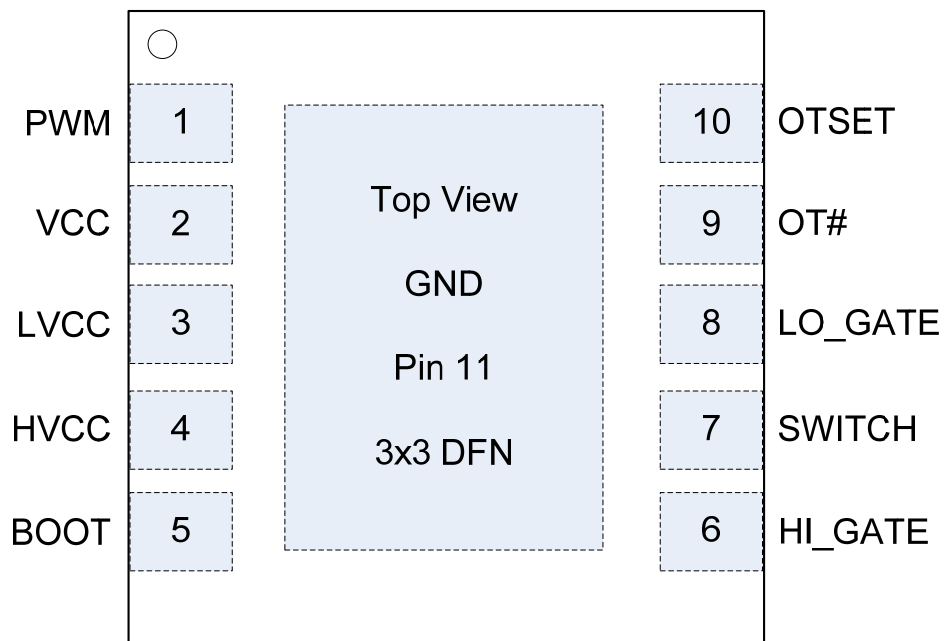 PWM 1
VCC 2
LVCC 3
HVCC 4
BOOT 5
Top View
GND
Pin 11
3x3 DFN
10 OTSET
9 OT#
8 LO_GATE
7 SWITCH
6 HI_GATE